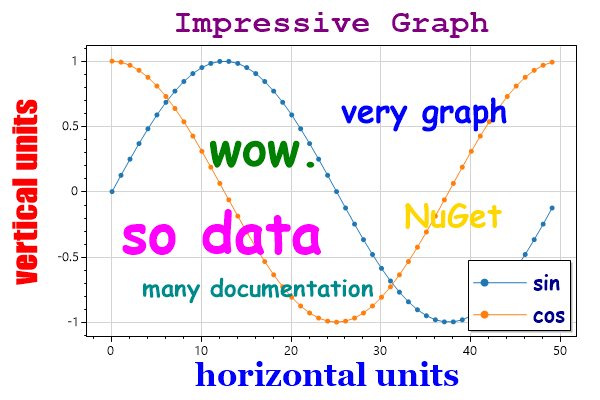 Impressive Graph
vertical units
1
0.5
0
-0.5
-1
very graph
wow.
so data
NuGet
many documentation
sin
cos
0 10 20 30 40 50
horizontal units